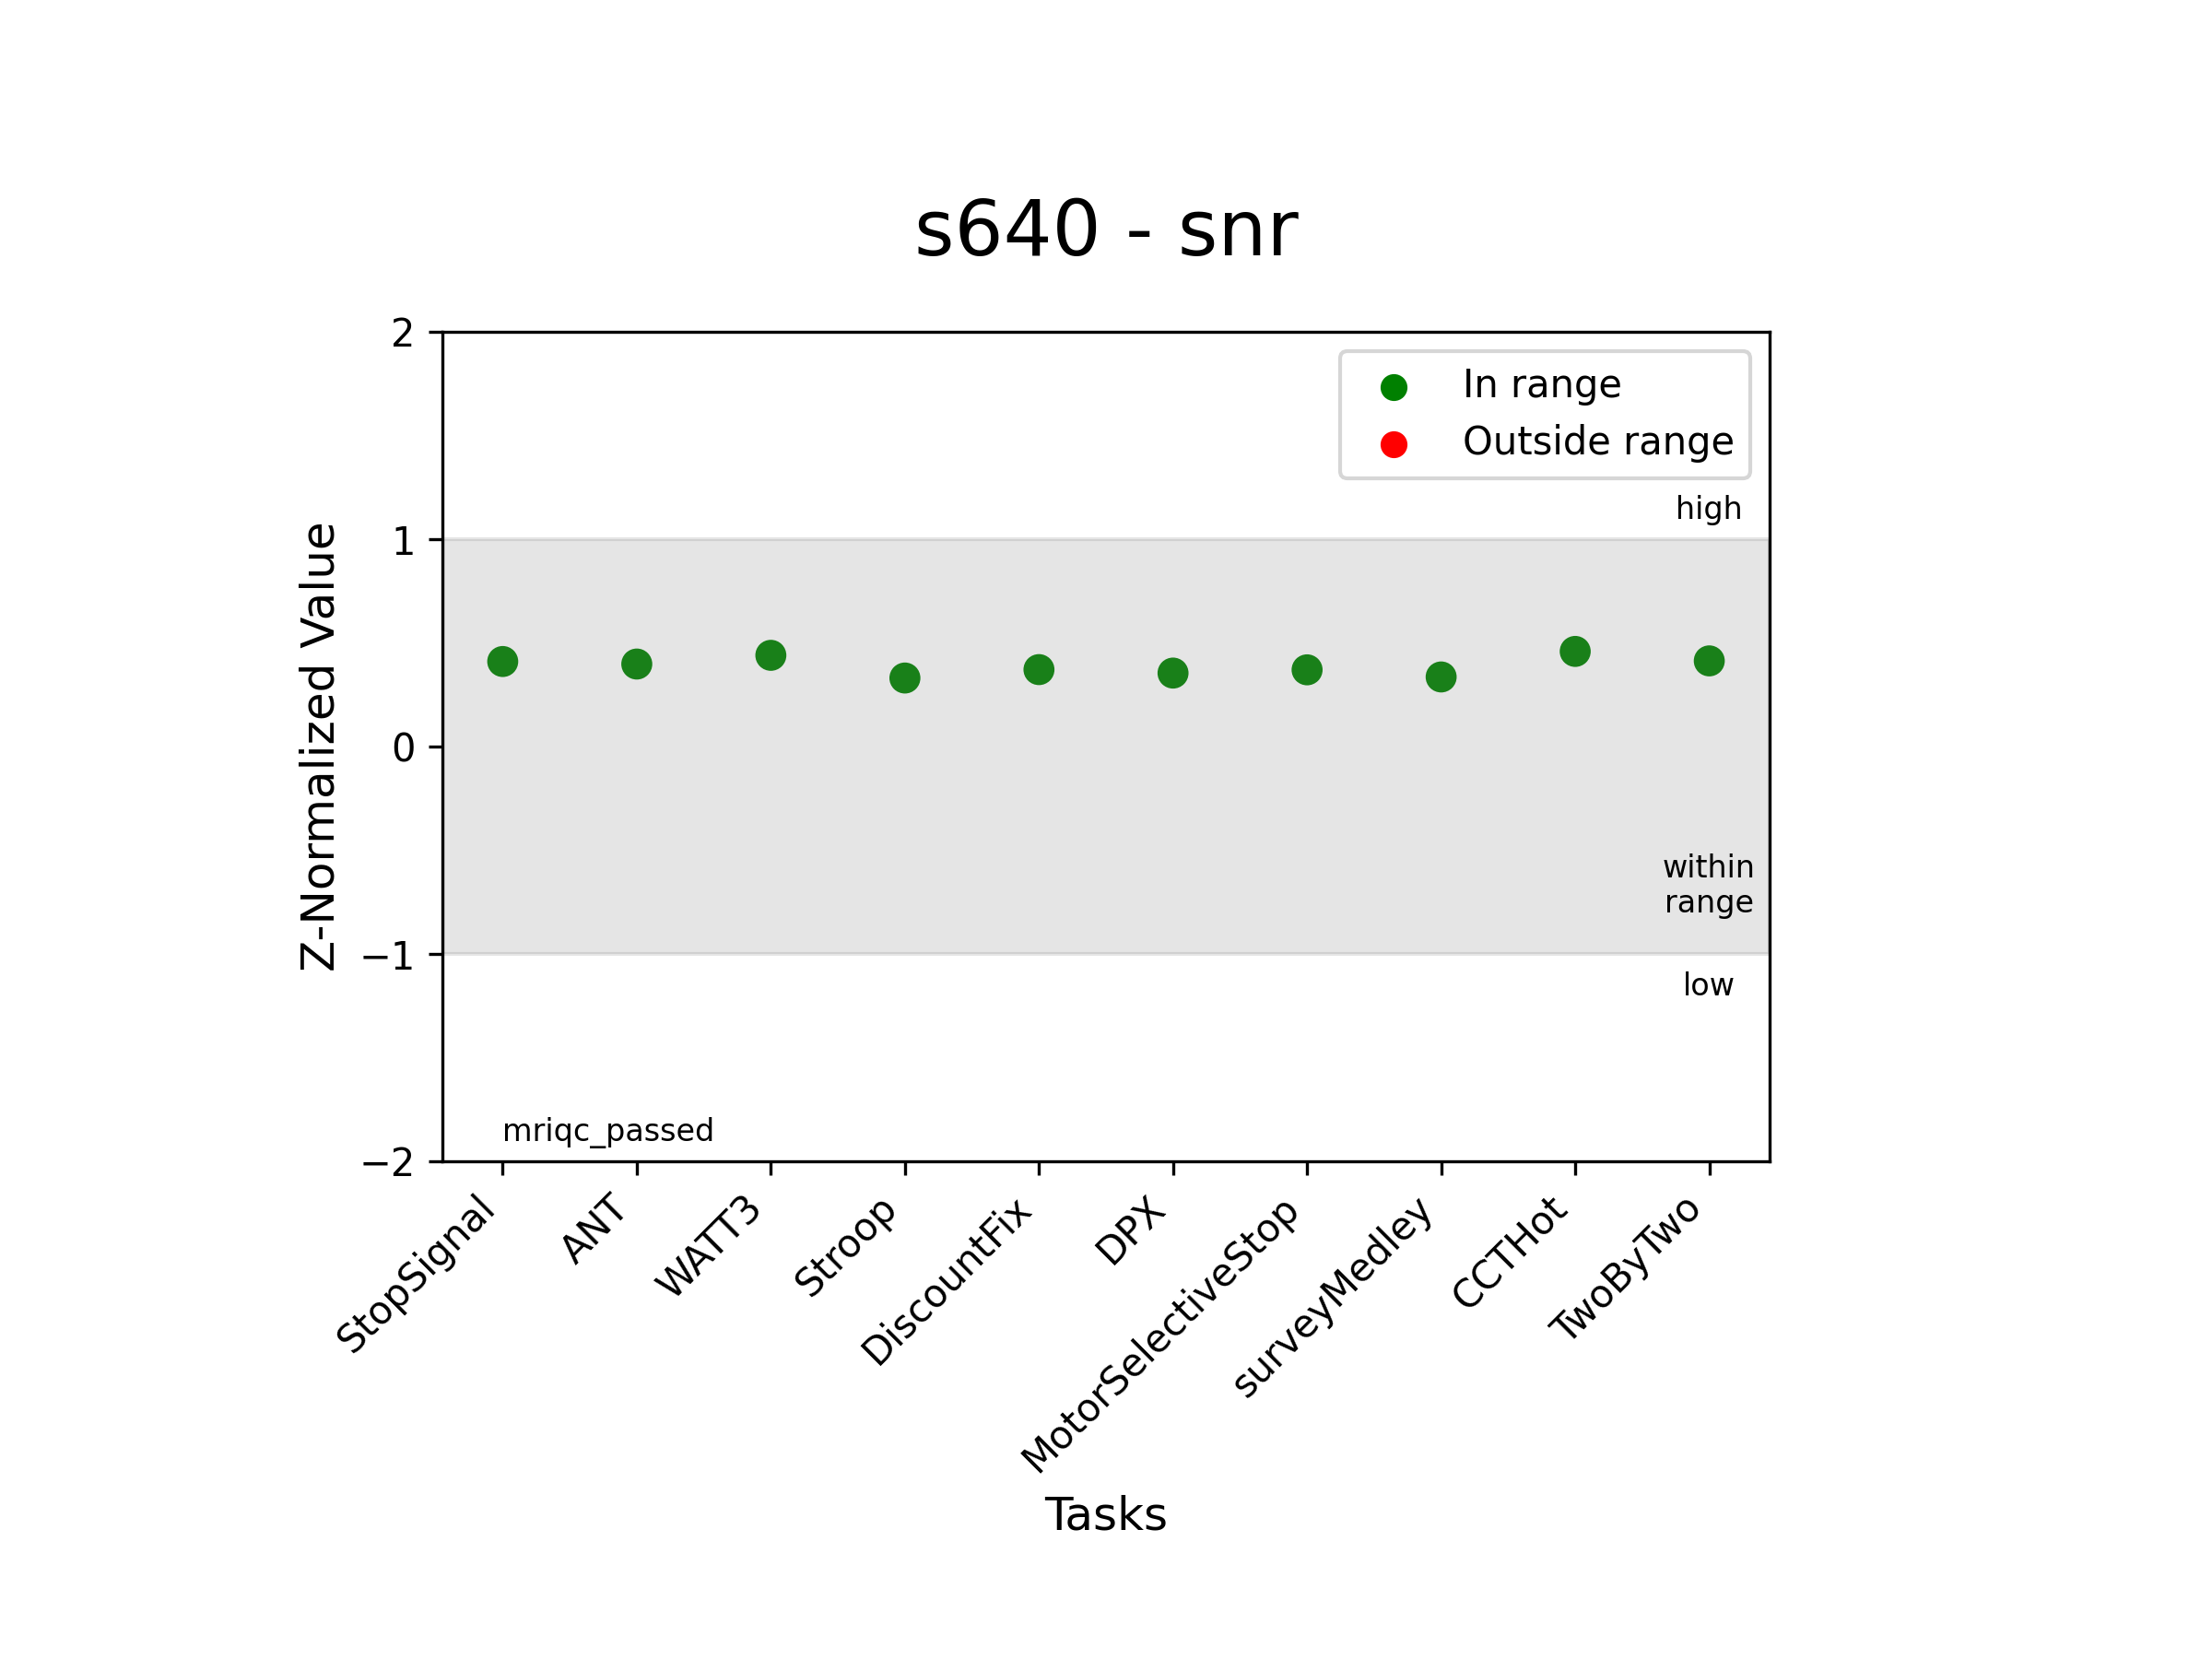 s640 - snr
2
In range
Outside range
high
1
0
within
range
−1
low
mriqc_passed
−2
Z-Normalized Value
StopSignal
ANT
WATT3
Stroop
DiscountFix
DPX
MotorSelectiveStop
surveyMedley
CCTHot
TwoByTwo
Tasks